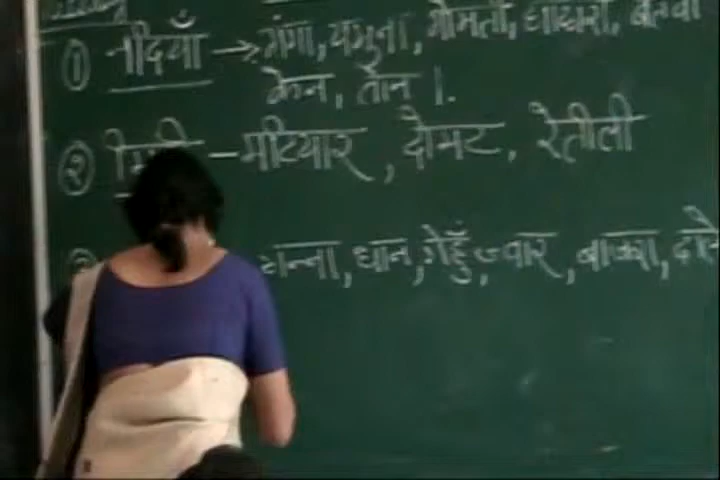 ① नदियाँ → गंगा, यमुना, गोमती, घाघरा, बेतवा
केन, तोन ।.
② मिट्टी – मटियार, दोमट, रेतीली
गन्ना, धान, गेहुँ, ज्वार, बाजरा,